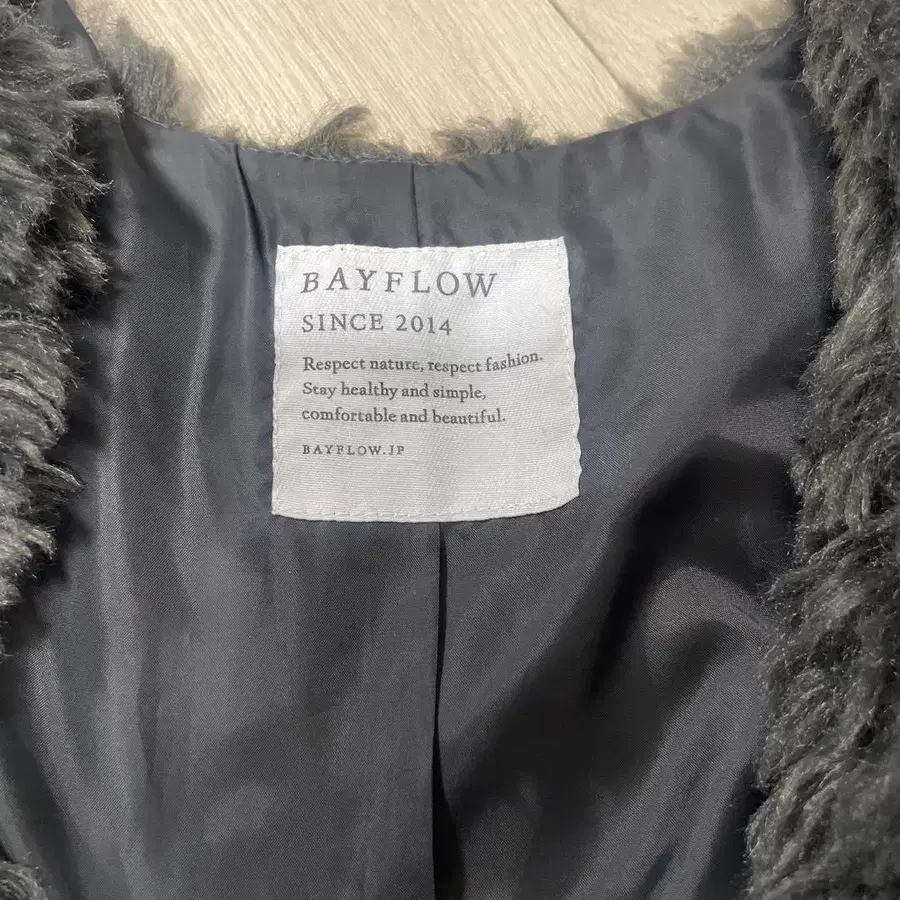 BAYFLOW
SINCE 2014
Respect nature, respect fashion.
Stay healthy and simple,
comfortable and beautiful.
BAYFLOW.JP